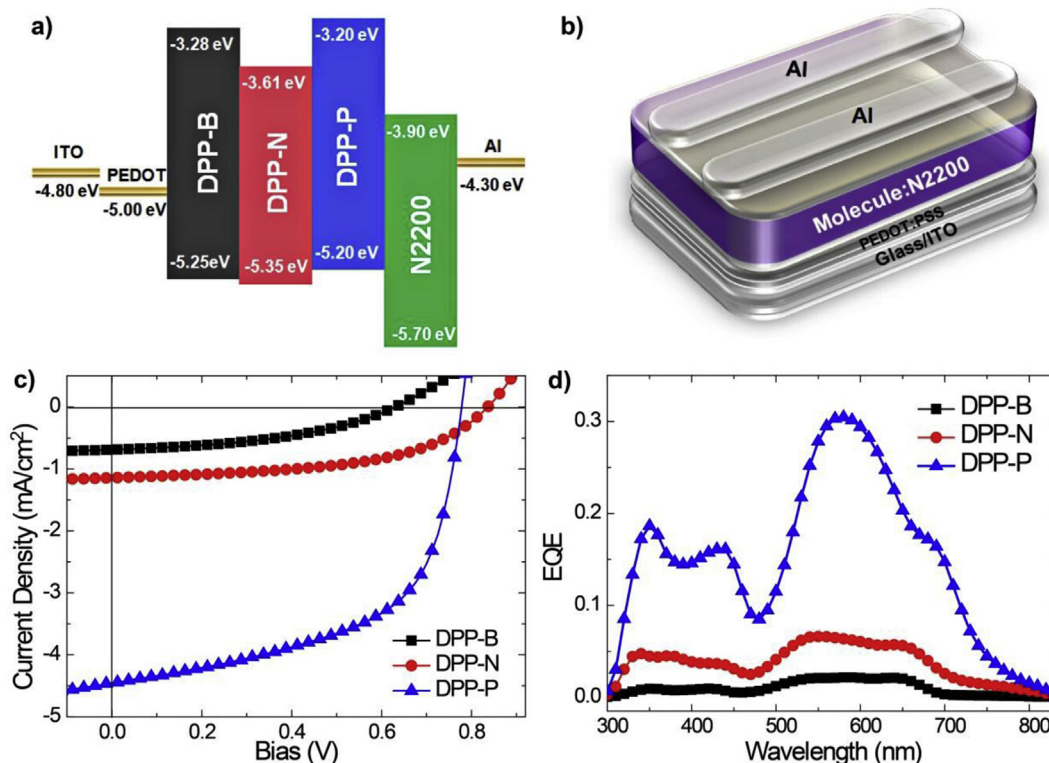 a)
-3.28 eV
-3.20 eV
-3.61 eV
-3.90 eV
DPP-B
DPP-N
DPP-P
N2200
ITO
-4.80 eV
PEDOT
-5.00 eV
Al
-4.30 eV
-5.25 eV
-5.35 eV
-5.20 eV
-5.70 eV
b)
Al
Al
Molecule:N2200
PEDOT:PSS
Glass/ITO
c)
Current Density (mA/cm2)
0
-1
-2
-3
-4
-5
DPP-B
DPP-N
DPP-P
0.0 0.2 0.4 0.6 0.8
Bias (V)
d)
EQE
0.3
0.2
0.1
0.0
DPP-B
DPP-N
DPP-P
300 400 500 600 700 800
Wavelength (nm)